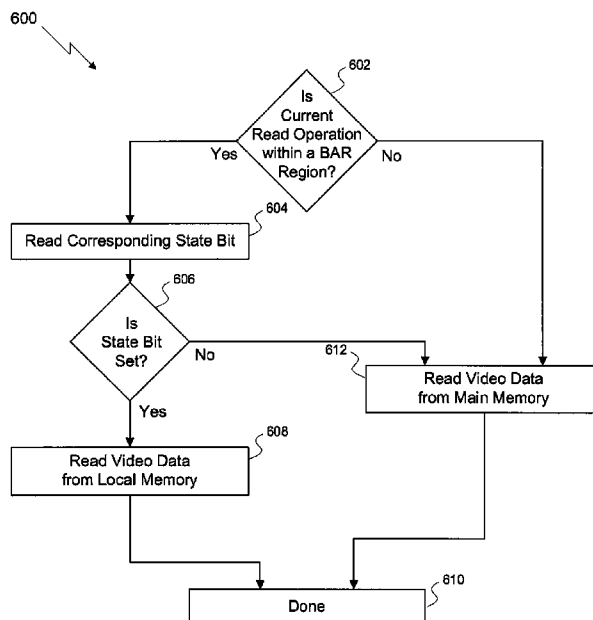 600
602
Is
Current
Read Operation
within a BAR
Region?
Yes
No
604
Read Corresponding State Bit
606
Is
State Bit
Set?
No
Yes
612
Read Video Data
from Main Memory
608
Read Video Data
from Local Memory
610
Done